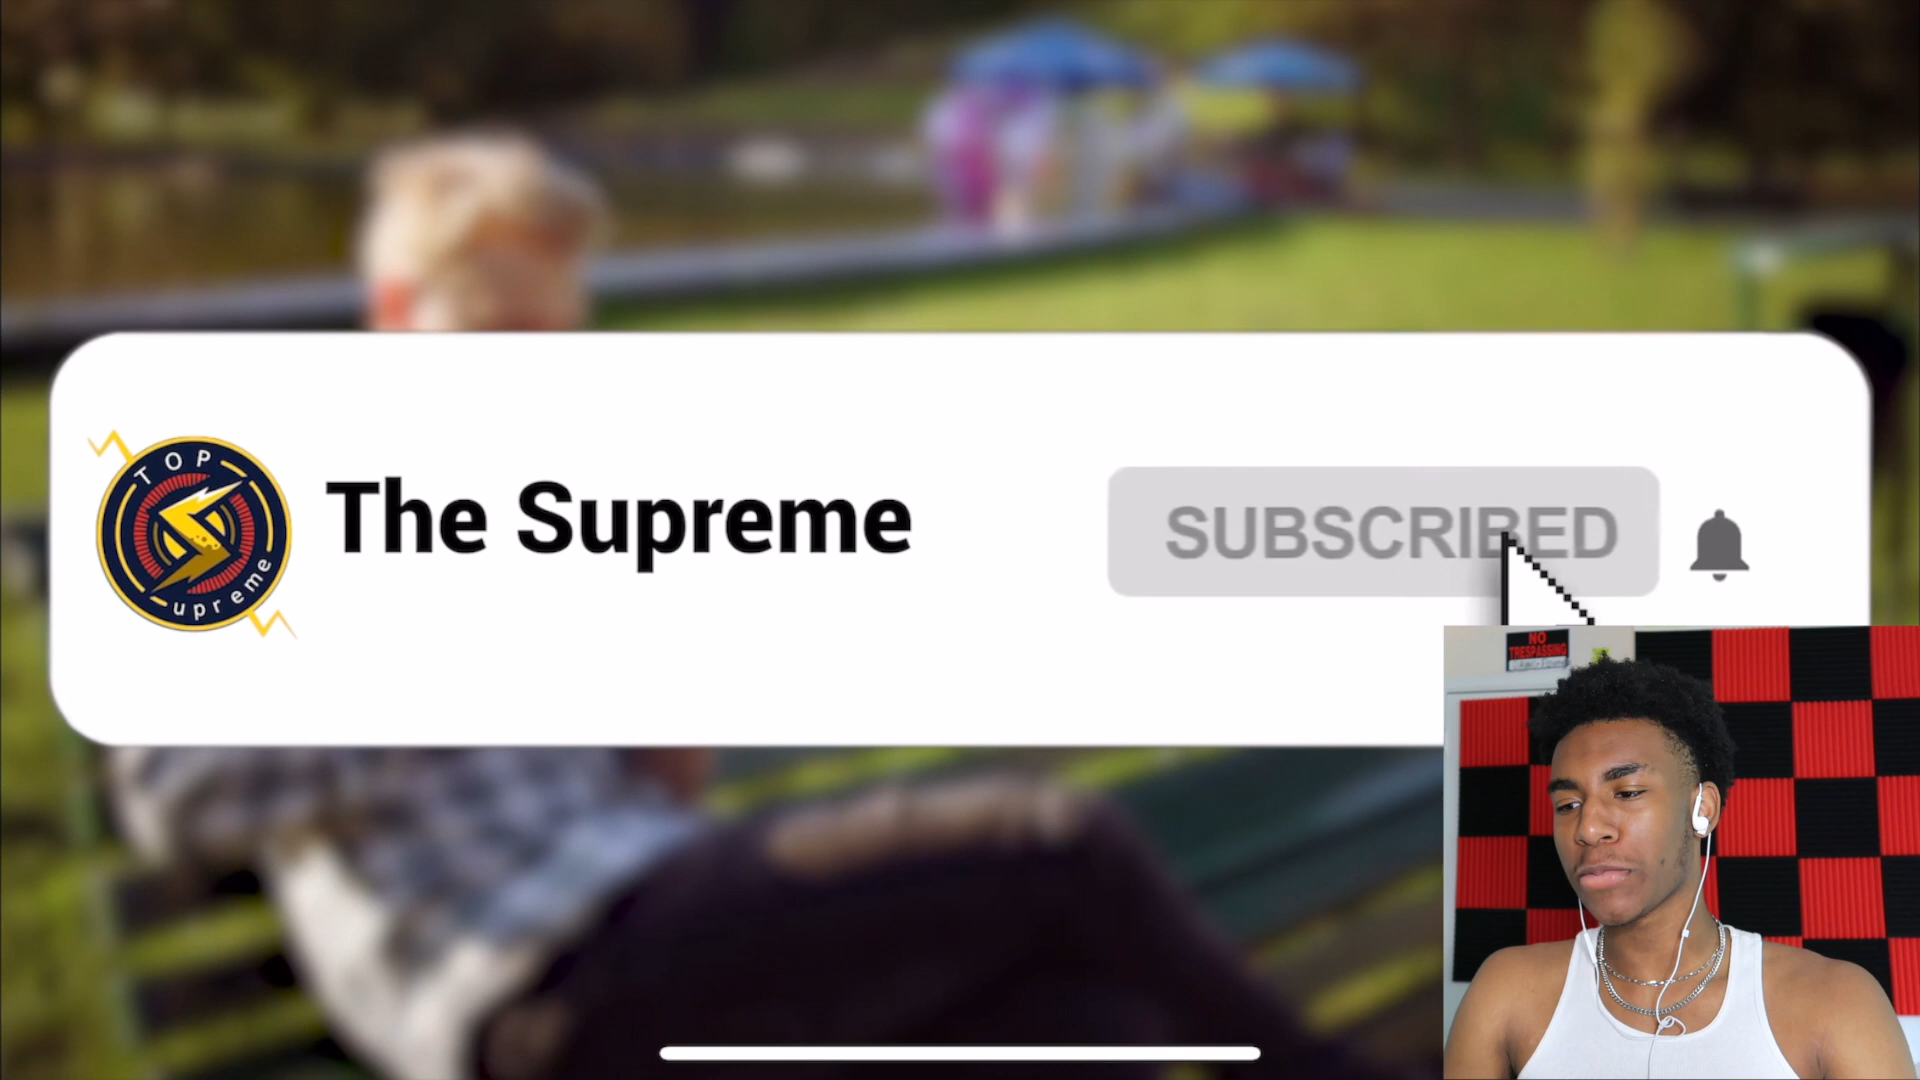 TOP
upreme
The Supreme
SUBSCRIBED
NO
TRESPASSING